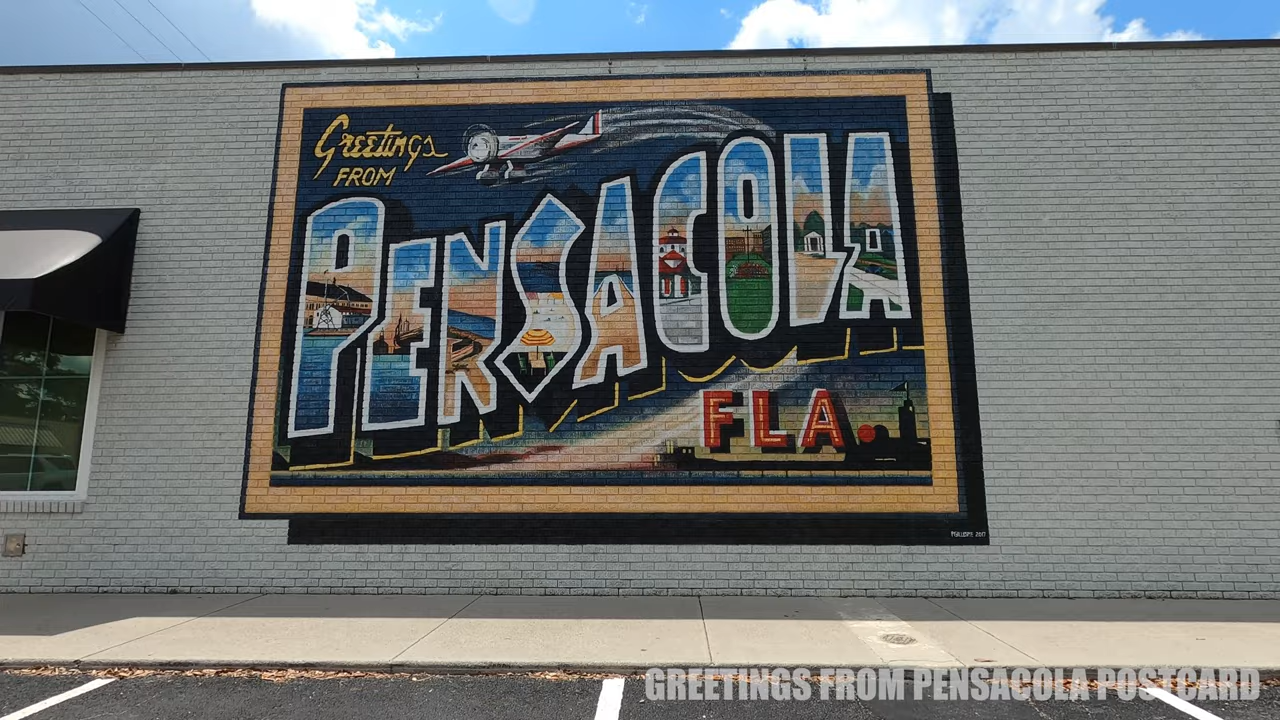 Greetings
FROM
PENSACOLA
FLA
GREETINGS FROM PENSACOLA POSTCARD